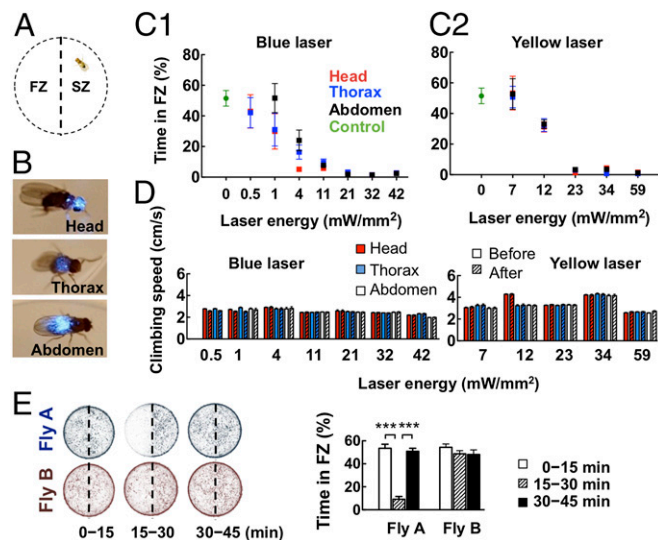 A
FZ
SZ
B
Head
Thorax
Abdomen
C1
Blue laser
Time in FZ (%)
80
60
40
20
0
Head
Thorax
Abdomen
Control
0 0.5 1 4 11 21 32 42
Laser energy (mW/mm²)
C2
Yellow laser
80
60
40
20
0
0 7 12 23 34 59
Laser energy (mW/mm²)
D
Climbing speed (cm/s)
Blue laser
6
4
2
Head
Thorax
Abdomen
0.5 1 4 11 21 32 42
Laser energy (mW/mm²)
Yellow laser
6
4
2
Before
After
7 12 23 34 59
Laser energy (mW/mm²)
E
Fly A
Fly B
0–15 15–30 30–45 (min)
Time in FZ (%)
60
40
20
0
*** ***
Fly A Fly B
0–15 min
15–30 min
30–45 min